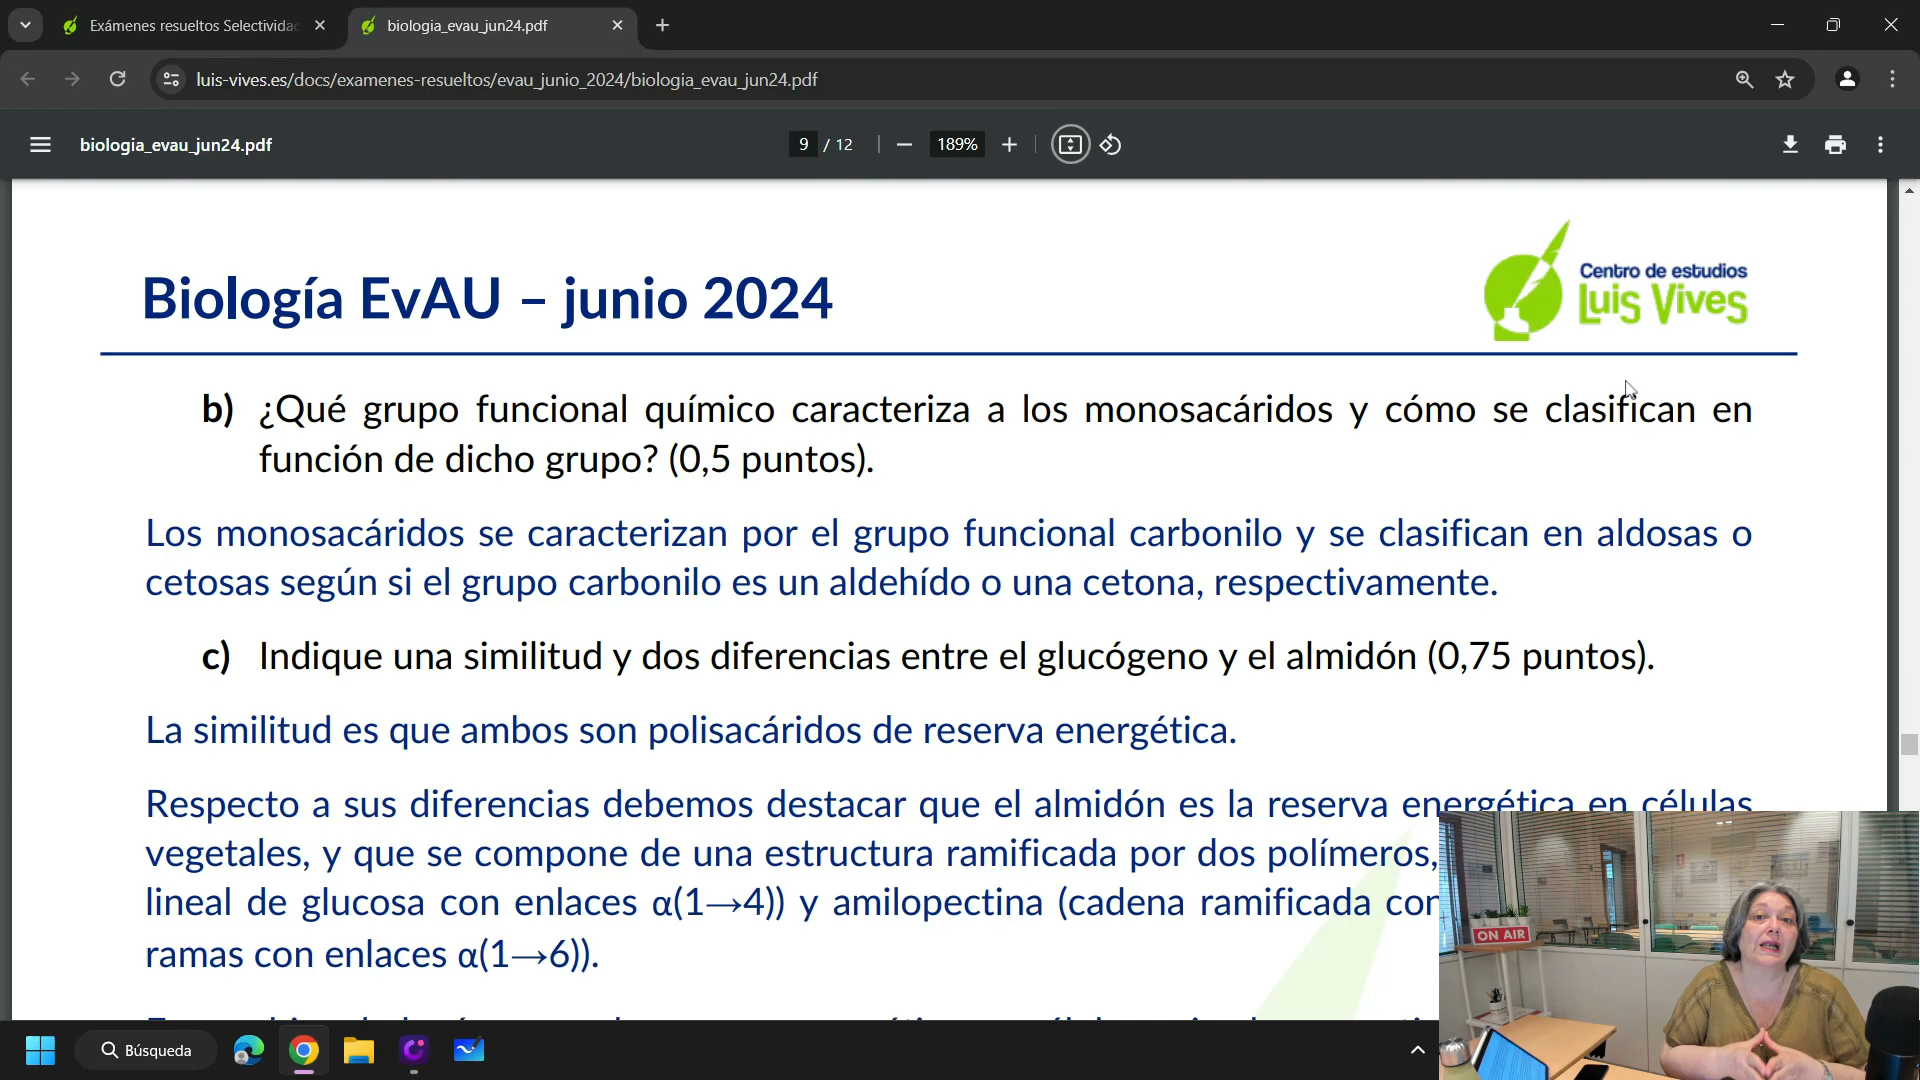 Exámenes resueltos Selectivida
biologia_evau_jun24.pdf
luis-vives.es/docs/examenes-resueltos/evau_junio_2024/biologia_evau_jun24.pdf
biologia_evau_jun24.pdf
9 / 12
189%
Biología EvAU – junio 2024
Centro de estudios
Luis Vives
b) ¿Qué grupo funcional químico caracteriza a los monosacáridos y cómo se clasifican en
función de dicho grupo? (0,5 puntos).
Los monosacáridos se caracterizan por el grupo funcional carbonilo y se clasifican en aldosas o
cetosas según si el grupo carbonilo es un aldehído o una cetona, respectivamente.
c) Indique una similitud y dos diferencias entre el glucógeno y el almidón (0,75 puntos).
La similitud es que ambos son polisacáridos de reserva energética.
Respecto a sus diferencias debemos destacar que el almidón es la reserva energética en células
vegetales, y que se compone de una estructura ramificada por dos polímeros,
lineal de glucosa con enlaces α(1→4)) y amilopectina (cadena ramificada con
ramas con enlaces α(1→6)).
ON AIR
Búsqueda